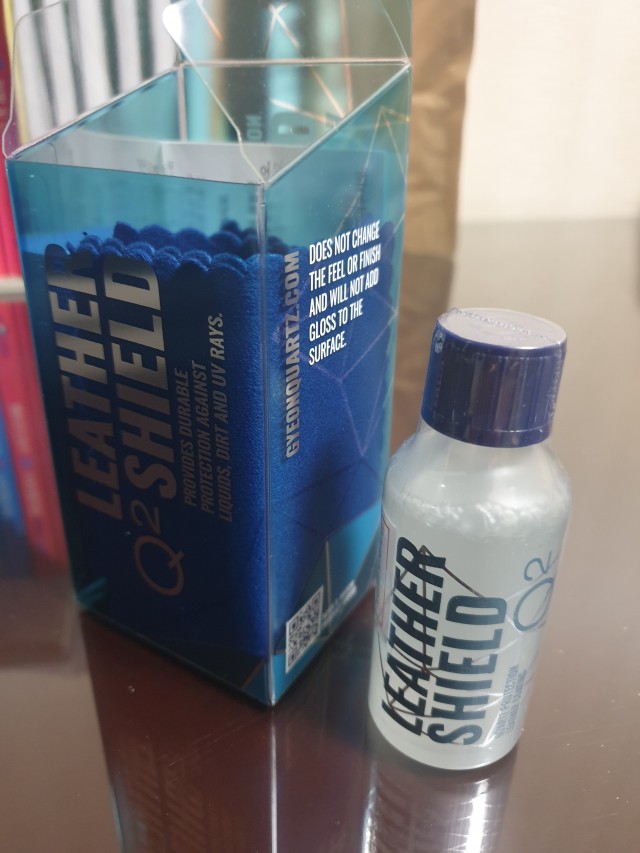 LEATHER
SHIELD
Q²
PROVIDES DURABLE
PROTECTION AGAINST
LIQUIDS, DIRT AND UV RAYS.
GYEONQUARTZ.COM
DOES NOT CHANGE
THE FEEL OR FINISH
AND WILL NOT ADD
GLOSS TO THE
SURFACE.
LEATHER
SHIELD
Q²